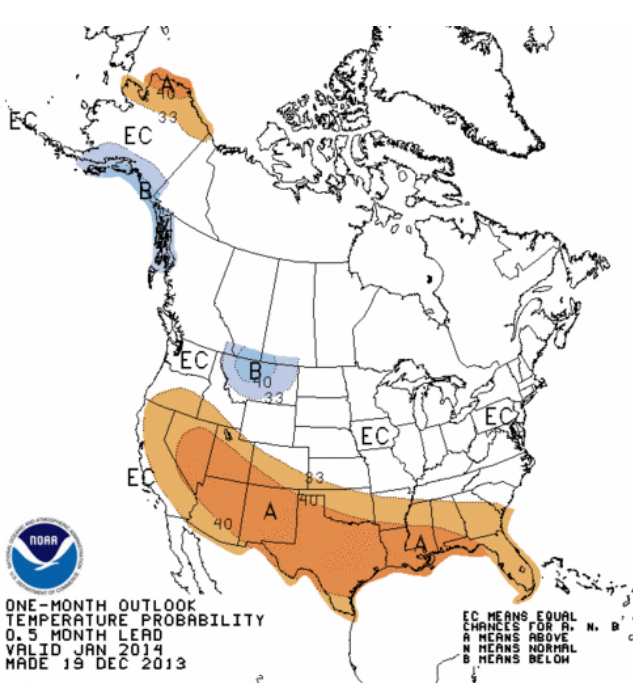 A
40
33
EC
EC
B
EC
B
40
33
EC
EC
33
40
EC
A
40
A
NOAA
ONE-MONTH OUTLOOK
TEMPERATURE PROBABILITY
0.5 MONTH LEAD
VALID JAN 2014
MADE 19 DEC 2013
EC MEANS EQUAL
CHANCES FOR A, N, B
A MEANS ABOVE
N MEANS NORMAL
B MEANS BELOW